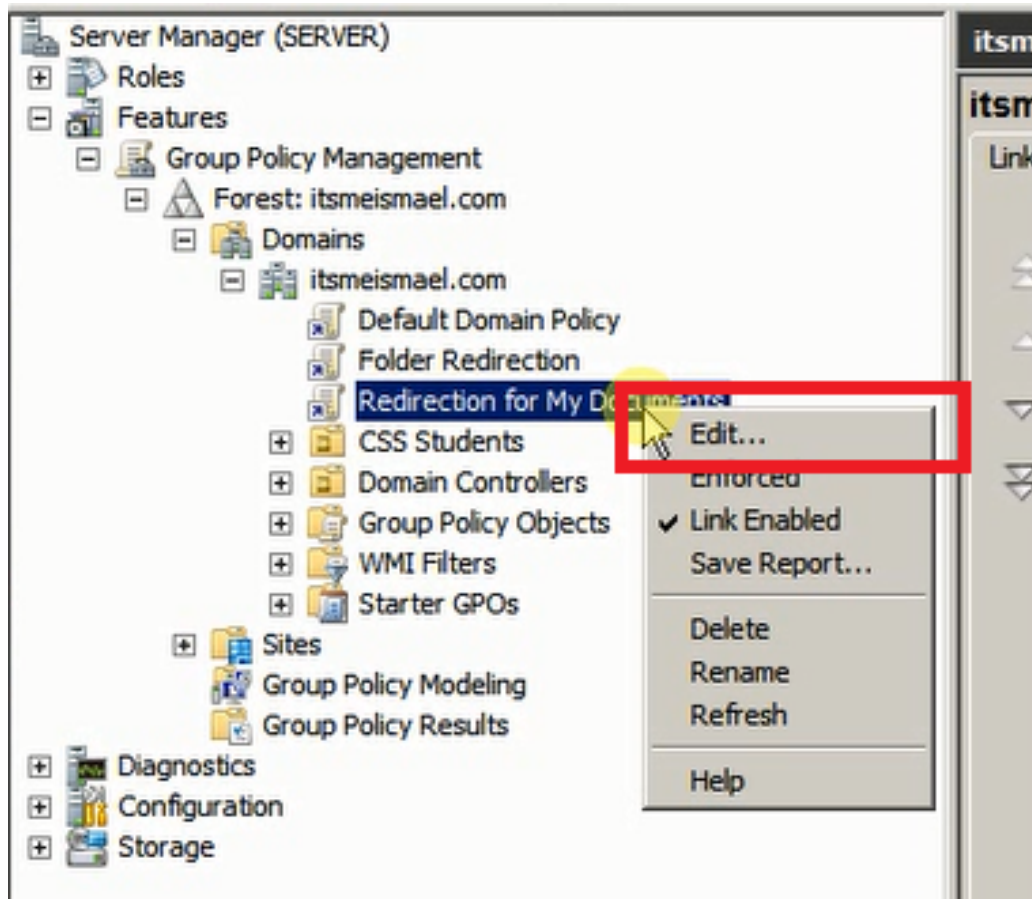 Server Manager (SERVER)
Roles
Features
Group Policy Management
Forest: itsmeismael.com
Domains
itsmeismael.com
Default Domain Policy
Folder Redirection
Redirection for My Documents
CSS Students
Domain Controllers
Group Policy Objects
WMI Filters
Starter GPOs
Sites
Group Policy Modeling
Group Policy Results
Diagnostics
Configuration
Storage
Edit...
Enforced
Link Enabled
Save Report...
Delete
Rename
Refresh
Help
itsm
itsm
Link